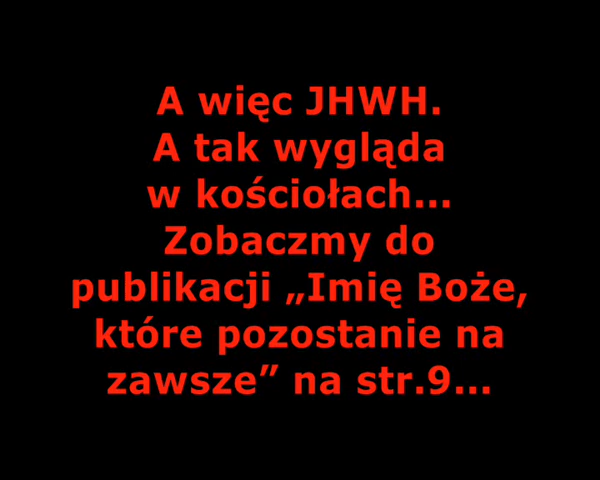 A więc JHWH.
A tak wygląda
w kościołach...
Zobaczmy do
publikacji „Imię Boże,
które pozostanie na
zawsze” na str.9...